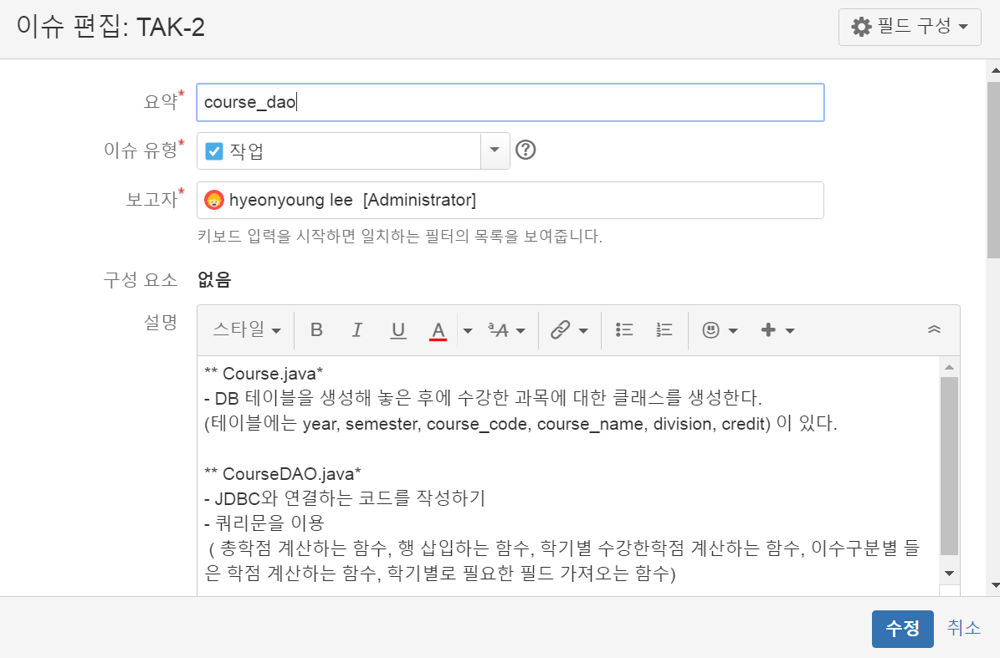 이슈 편집: TAK-2
필드 구성
요약*
course_dao
이슈 유형*
작업
보고자*
hyeonyoung lee [Administrator]
키보드 입력을 시작하면 일치하는 필터의 목록을 보여줍니다.
구성 요소
없음
설명
스타일
B I U A ªA
** Course.java*
- DB 테이블을 생성해 놓은 후에 수강한 과목에 대한 클래스를 생성한다.
(테이블에는 year, semester, course_code, course_name, division, credit) 이 있다.
** CourseDAO.java*
- JDBC와 연결하는 코드를 작성하기
- 쿼리문을 이용
( 총학점 계산하는 함수, 행 삽입하는 함수, 학기별 수강한학점 계산하는 함수, 이수구분별 들
은 학점 계산하는 함수, 학기별로 필요한 필드 가져오는 함수)
수정
취소